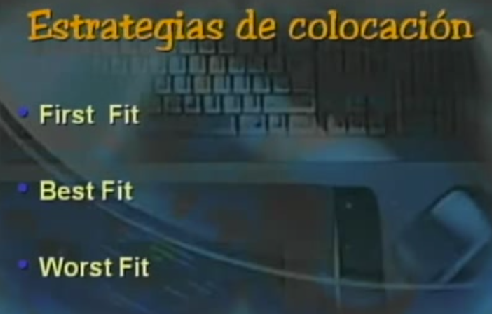 Estrategias de colocación
First Fit
Best Fit
Worst Fit